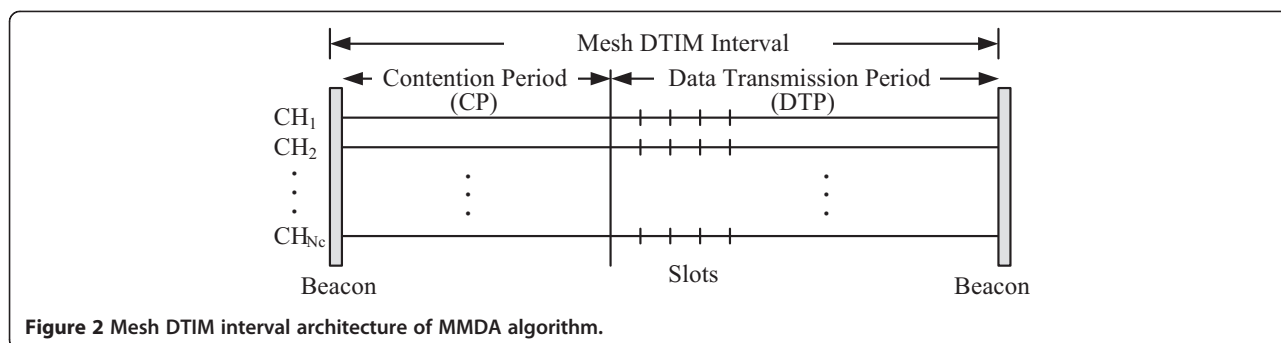 Mesh DTIM Interval
Contention Period
(CP)
Data Transmission Period
(DTP)
CH1
CH2
CHNc
Slots
Beacon
Beacon
Figure 2 Mesh DTIM interval architecture of MMDA algorithm.